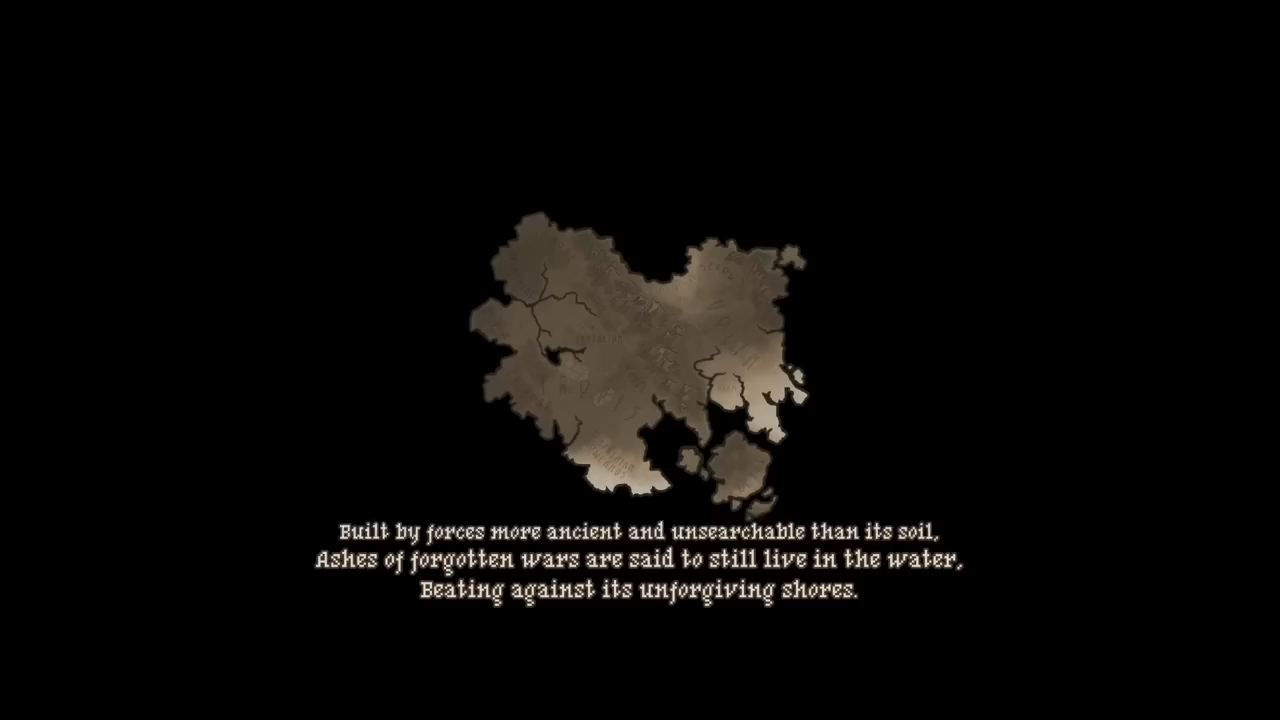 Built by forces more ancient and unsearchable than its soil,
Ashes of forgotten wars are said to still live in the water,
Beating against its unforgiving shores.